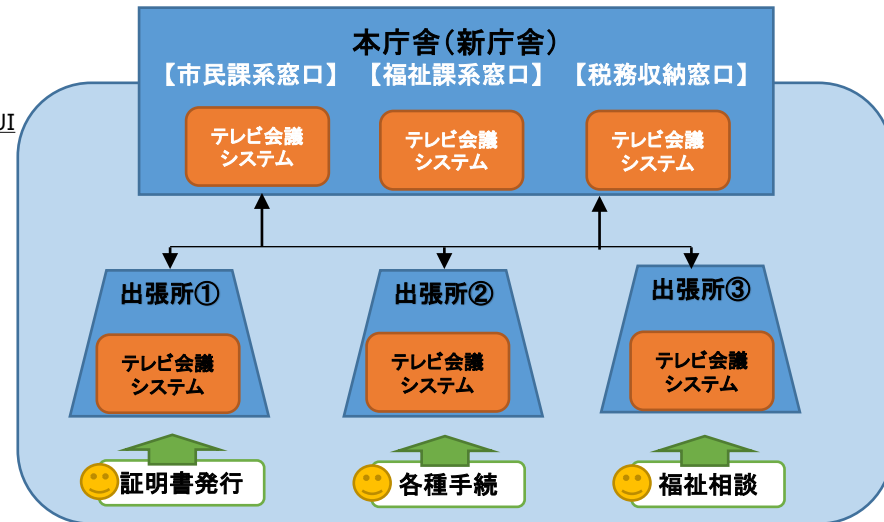 本庁舎（新庁舎）
【市民課系窓口】 【福祉課系窓口】 【税務収納窓口】
UI
テレビ会議
システム
テレビ会議
システム
テレビ会議
システム
出張所①
出張所②
出張所③
テレビ会議
システム
テレビ会議
システム
テレビ会議
システム
証明書発行
各種手続
福祉相談